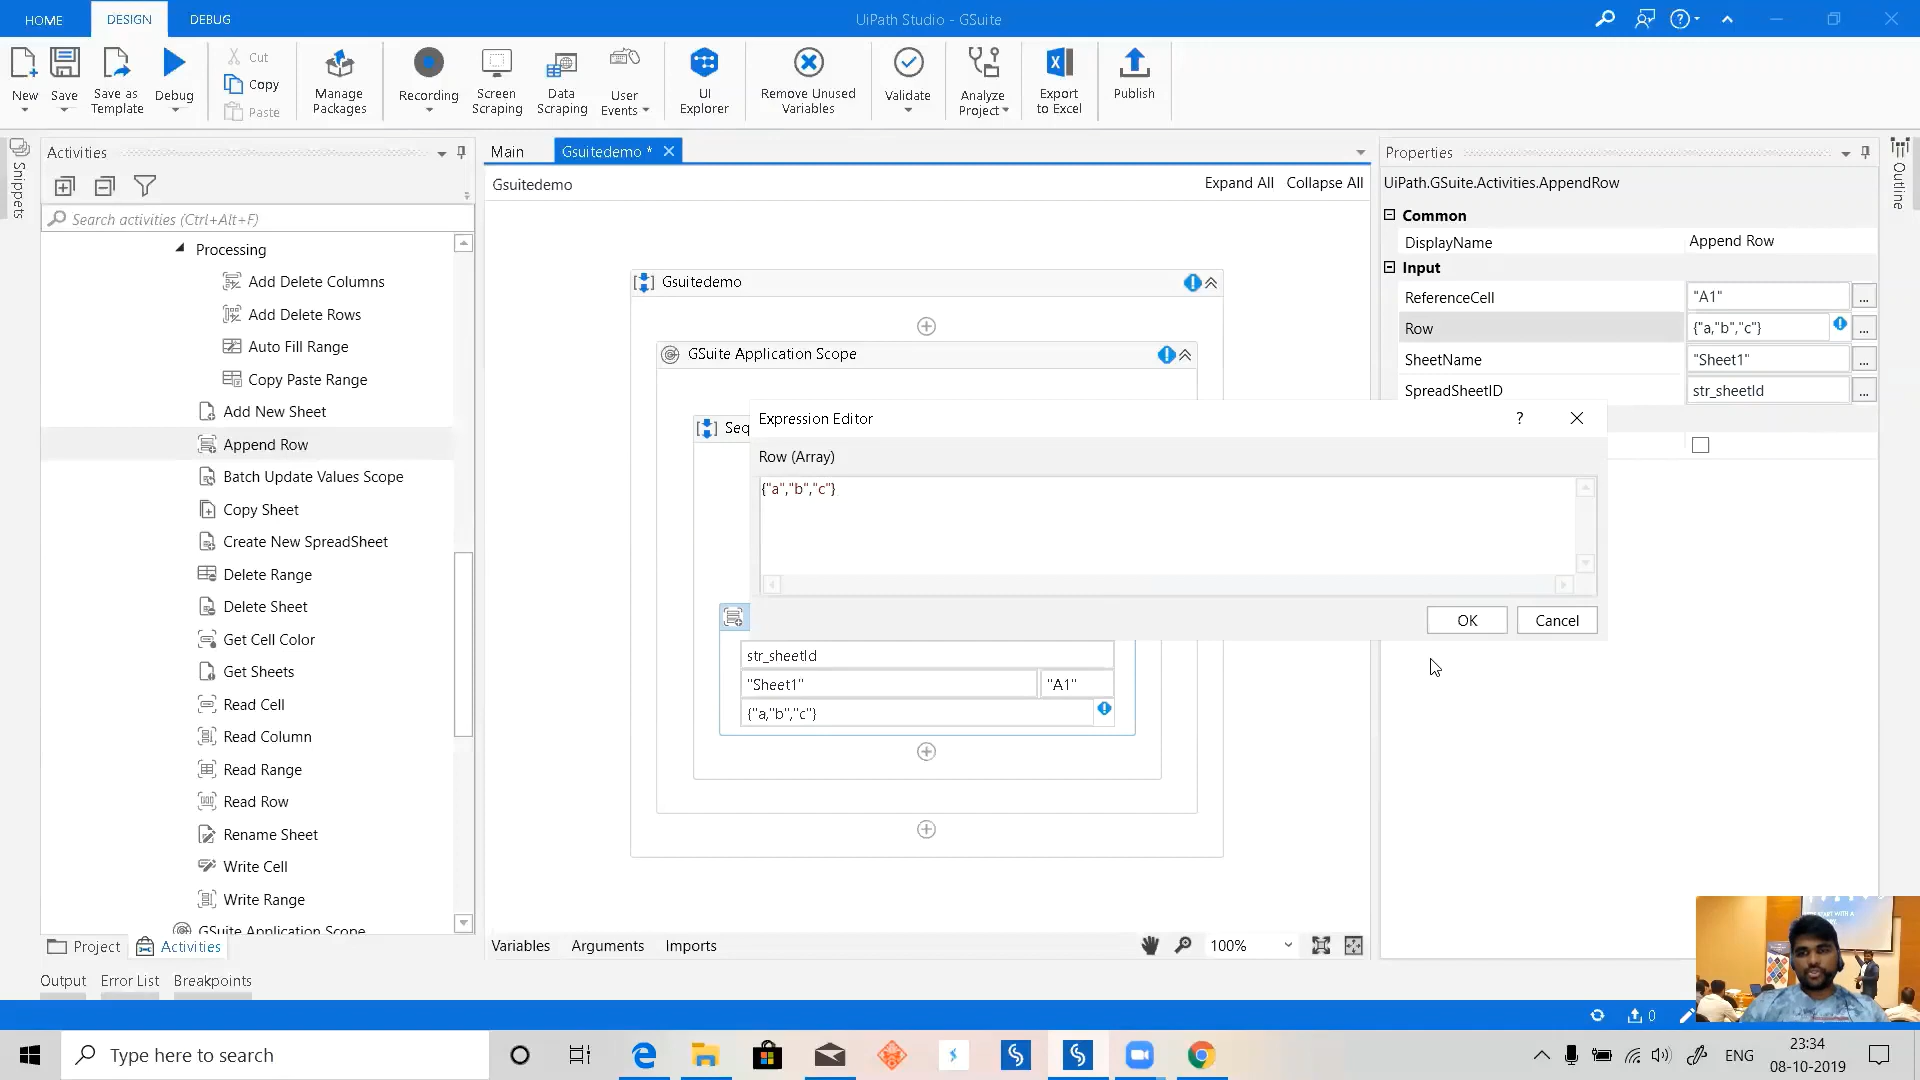 HOME
DESIGN
DEBUG
UiPath Studio - GSuite
New
Save
Save as Template
Debug
Cut
Copy
Paste
Manage Packages
Recording
Screen Scraping
Data Scraping
User Events
UI Explorer
Remove Unused Variables
Validate
Analyze Project
Export to Excel
Publish
Snippets
Activities
Search activities (Ctrl+Alt+F)
Processing
Add Delete Columns
Add Delete Rows
Auto Fill Range
Copy Paste Range
Add New Sheet
Append Row
Batch Update Values Scope
Copy Sheet
Create New SpreadSheet
Delete Range
Delete Sheet
Get Cell Color
Get Sheets
Read Cell
Read Column
Read Range
Read Row
Rename Sheet
Write Cell
Write Range
GSuite Application Scope
Project
Activities
Output
Error List
Breakpoints
Main
Gsuitedemo *
Gsuitedemo
Expand All
Collapse All
Gsuitedemo
GSuite Application Scope
Seq
Expression Editor
?
Row (Array)
{"a","b","c"}
OK
Cancel
str_sheetId
"Sheet1"
"A1"
{"a,"b","c"}
Variables
Arguments
Imports
100%
Properties
Outline
UiPath.GSuite.Activities.AppendRow
Common
DisplayName
Append Row
Input
ReferenceCell
"A1"
...
Row
{"a,"b","c"}
...
SheetName
"Sheet1"
...
SpreadSheetID
str_sheetId
...
0
Type here to search
ENG
23:34
08-10-2019